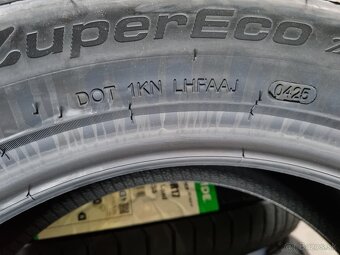 ZuperEco Z
DOT 1KN LHFAAJ 0425